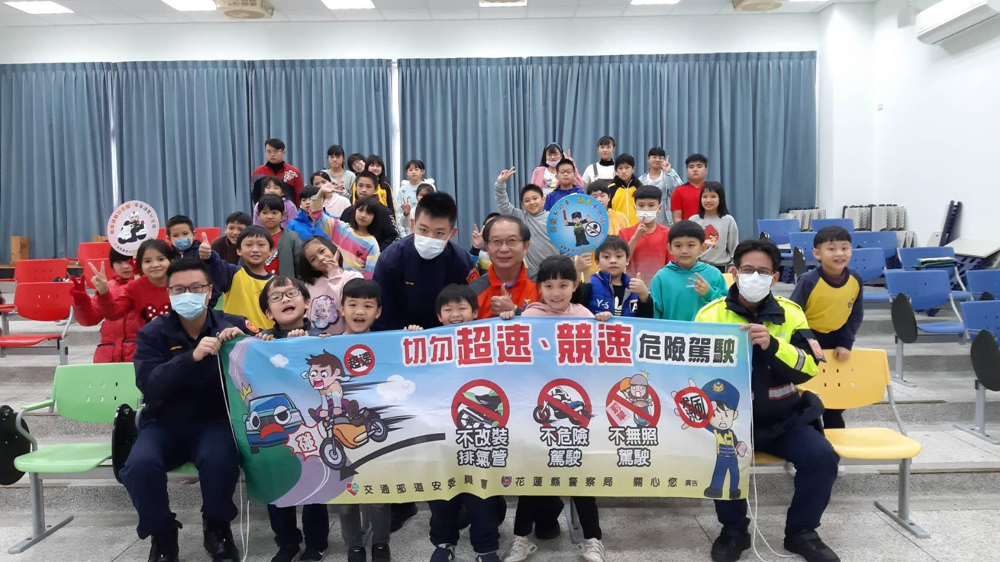 切勿超速、競速危險駕駛
超速
碰
不改裝
排氣管
不危險
駕駛
不無照
駕駛
交通部道安委員會 花蓮縣警察局 關心您 廣告
Y-5